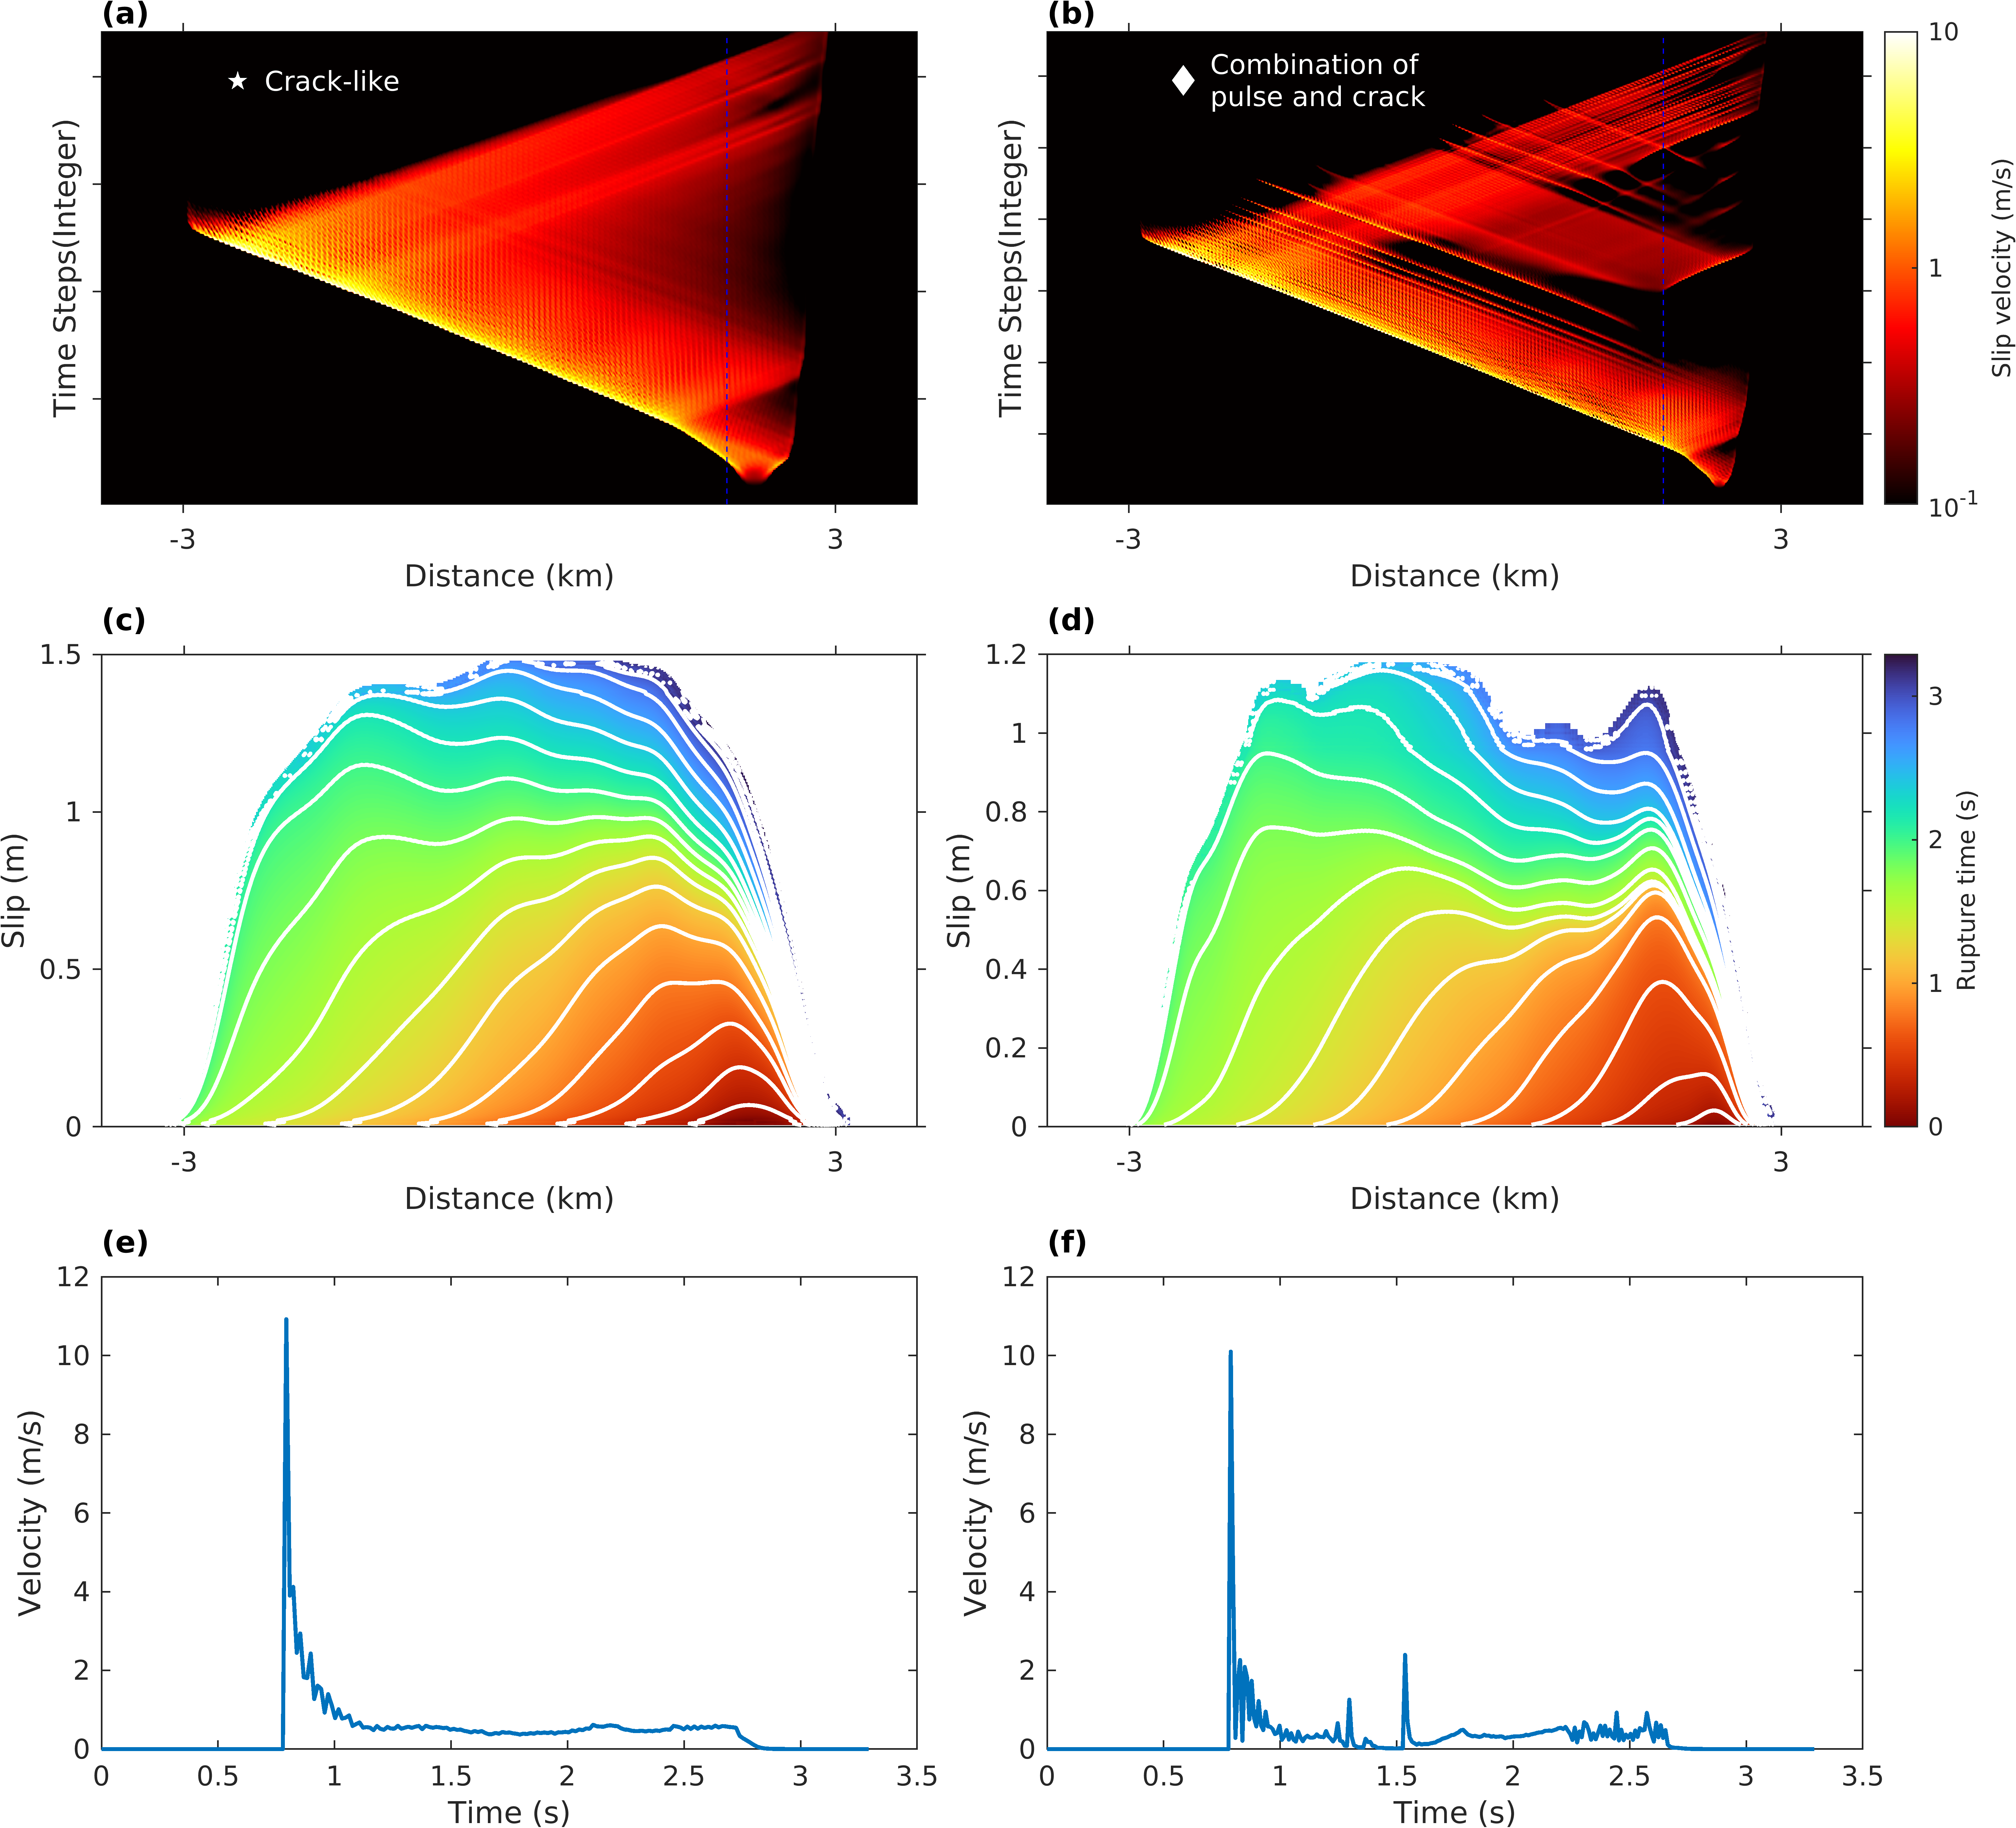 (a)
★ Crack-like
Time Steps(Integer)
-3 3
Distance (km)
(b)
Combination of
pulse and crack
Time Steps(Integer)
-3 3
Distance (km)
10
1
10-1
Slip velocity (m/s)
(c)
1.5
1
0.5
0
Slip (m)
-3 3
Distance (km)
(d)
1.2
1
0.8
0.6
0.4
0.2
0
Slip (m)
-3 3
Distance (km)
3
2
1
0
Rupture time (s)
(e)
12
10
8
6
4
2
0
Velocity (m/s)
0 0.5 1 1.5 2 2.5 3 3.5
Time (s)
(f)
12
10
8
6
4
2
0
Velocity (m/s)
0 0.5 1 1.5 2 2.5 3 3.5
Time (s)